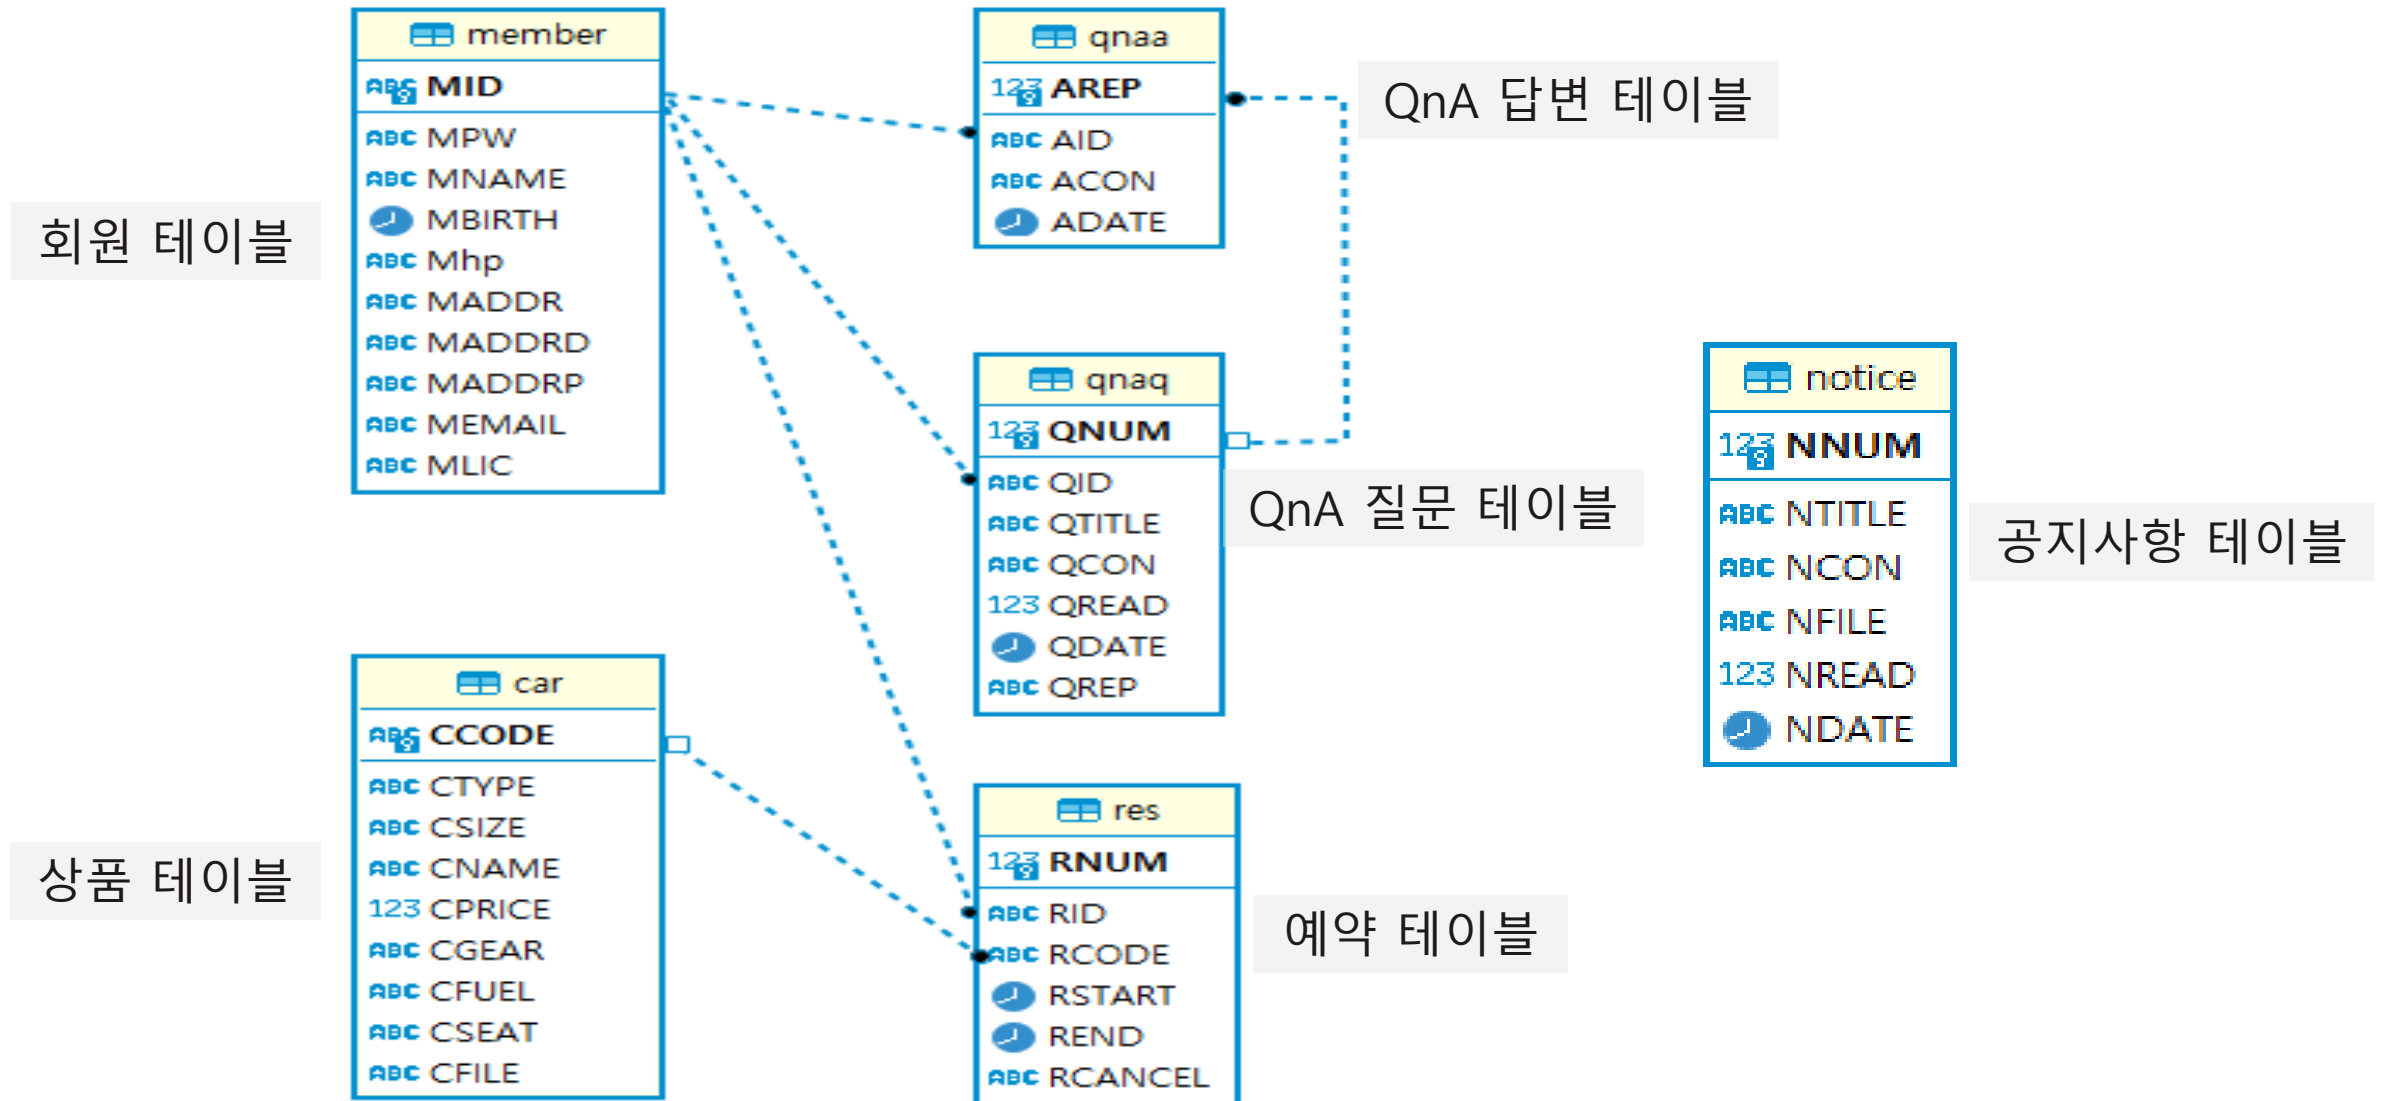 member
MID
MPW
MNAME
MBIRTH
Mhp
MADDR
MADDRD
MADDRP
MEMAIL
MLIC
회원 테이블
qnaa
AREP
AID
ACON
ADATE
QnA 답변 테이블
qnaq
QNUM
QID
QTITLE
QCON
QREAD
QDATE
QREP
QnA 질문 테이블
notice
NNUM
NTITLE
NCON
NFILE
NREAD
NDATE
공지사항 테이블
car
CCODE
CTYPE
CSIZE
CNAME
CPRICE
CGEAR
CFUEL
CSEAT
CFILE
상품 테이블
res
RNUM
RID
RCODE
RSTART
REND
RCANCEL
예약 테이블